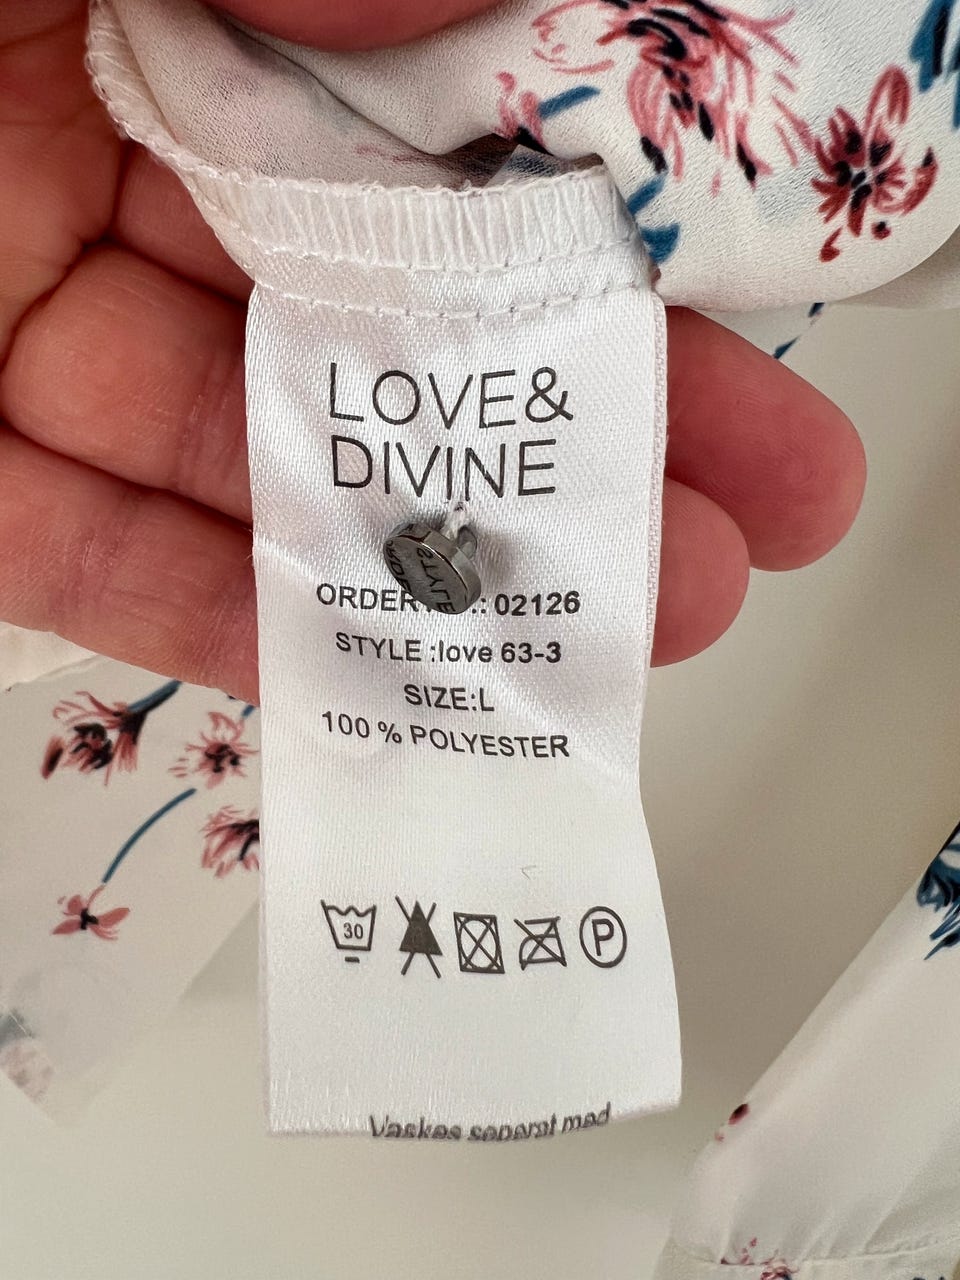 LOVE&
DIVINE
ORDER .: 02126
STYLE :love 63-3
SIZE:L
100 % POLYESTER
30
P
Vaskes separat med